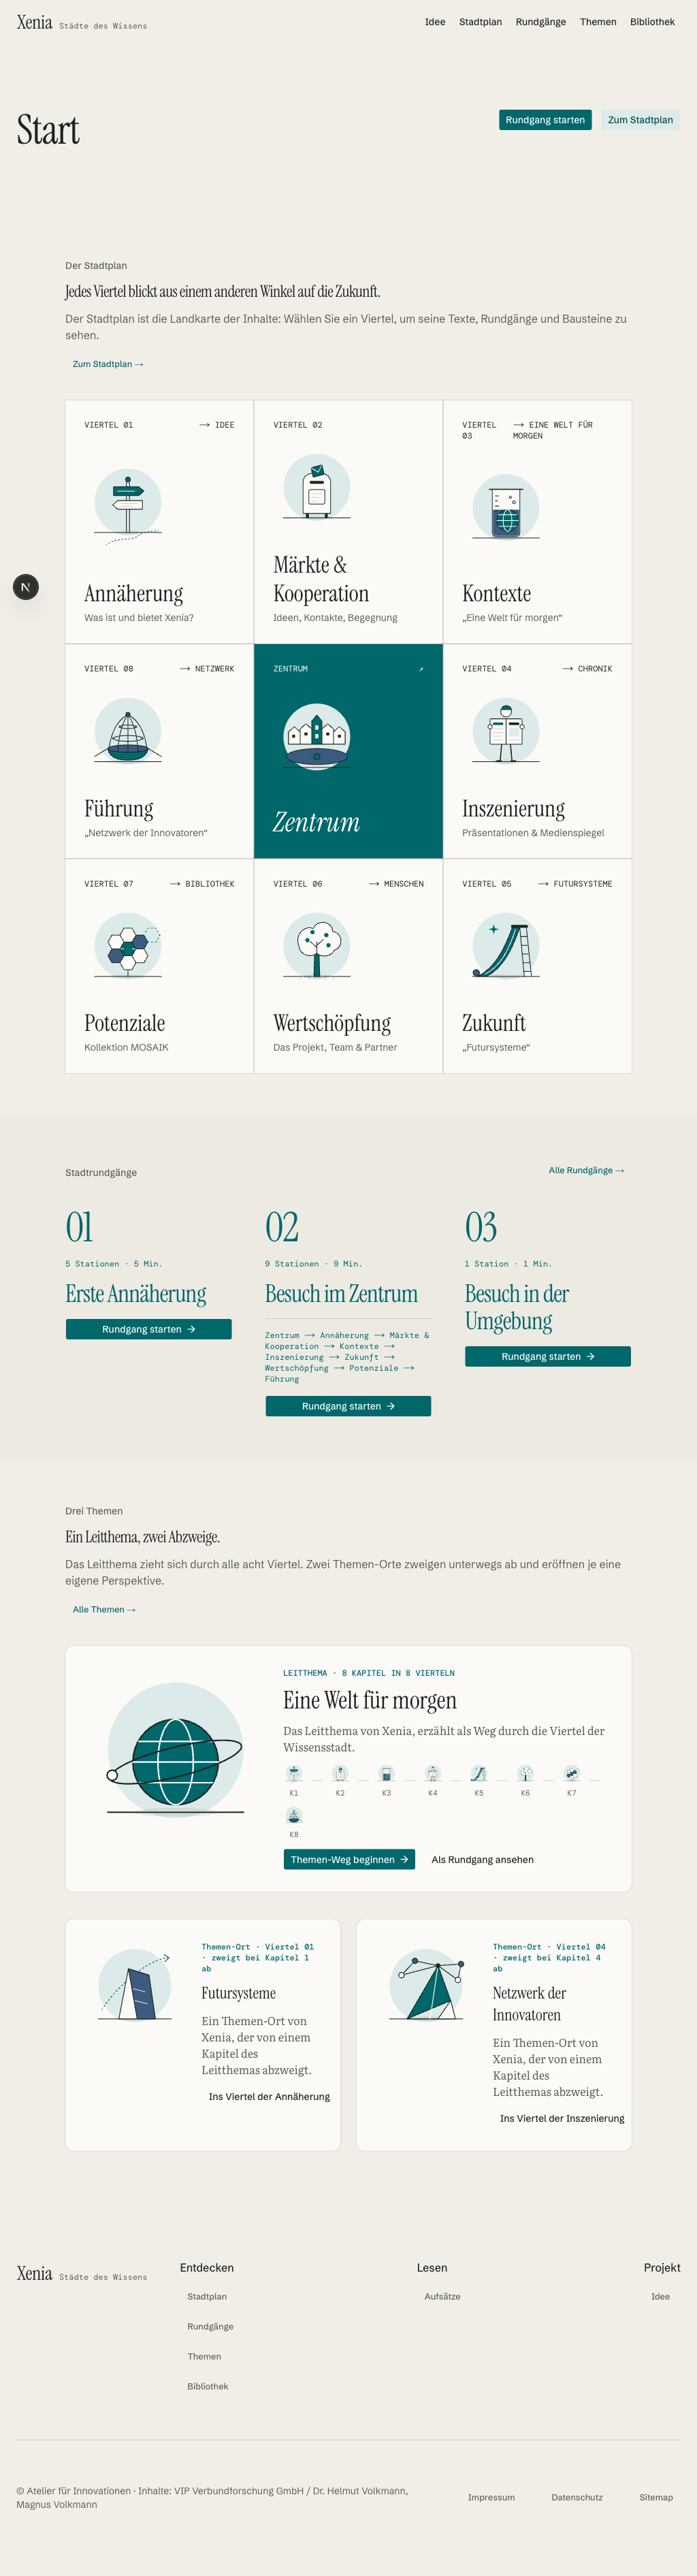 Xenia Städte des Wissens
Idee Stadtplan Rundgänge Themen Bibliothek
Start
Rundgang starten Zum Stadtplan
Der Stadtplan
Jedes Viertel blickt aus einem anderen Winkel auf die Zukunft.
Der Stadtplan ist die Landkarte der Inhalte: Wählen Sie ein Viertel, um seine Texte, Rundgänge und Bausteine zu
sehen.
Zum Stadtplan →
VIERTEL 01 → IDEE
Annäherung
Was ist und bietet Xenia?
VIERTEL 02
Märkte &
Kooperation
Ideen, Kontakte, Begegnung
VIERTEL
03
→ EINE WELT FÜR
MORGEN
Kontexte
„Eine Welt für morgen“
N
VIERTEL 08 → NETZWERK
Führung
„Netzwerk der Innovatoren“
ZENTRUM ↗
Zentrum
VIERTEL 04 → CHRONIK
Inszenierung
Präsentationen & Medienspiegel
VIERTEL 07 → BIBLIOTHEK
Potenziale
Kollektion MOSAIK
VIERTEL 06 → MENSCHEN
Wertschöpfung
Das Projekt, Team & Partner
VIERTEL 05 → FUTURSYSTEME
Zukunft
„Futursysteme“
Stadtrundgänge
Alle Rundgänge →
01
5 Stationen · 5 Min.
Erste Annäherung
Rundgang starten →
02
9 Stationen · 9 Min.
Besuch im Zentrum
Zentrum → Annäherung → Märkte &
Kooperation → Kontexte →
Inszenierung → Zukunft →
Wertschöpfung → Potenziale →
Führung
Rundgang starten →
03
1 Station · 1 Min.
Besuch in der
Umgebung
Rundgang starten →
Drei Themen
Ein Leitthema, zwei Abzweige.
Das Leitthema zieht sich durch alle acht Viertel. Zwei Themen-Orte zweigen unterwegs ab und eröffnen je eine
eigene Perspektive.
Alle Themen →
LEITTHEMA · 8 KAPITEL IN 8 VIERTELN
Eine Welt für morgen
Das Leitthema von Xenia, erzählt als Weg durch die Viertel der
Wissensstadt.
K1 K2 K3 K4 K5 K6 K7
K8
Themen-Weg beginnen → Als Rundgang ansehen
Themen-Ort · Viertel 01
· zweigt bei Kapitel 1
ab
Futursysteme
Ein Themen-Ort von
Xenia, der von einem
Kapitel des
Leitthemas abzweigt.
Ins Viertel der Annäherung
Themen-Ort · Viertel 04
· zweigt bei Kapitel 4
ab
Netzwerk der
Innovatoren
Ein Themen-Ort von
Xenia, der von einem
Kapitel des
Leitthemas abzweigt.
Ins Viertel der Inszenierung
Xenia Städte des Wissens
Entdecken
Stadtplan
Rundgänge
Themen
Bibliothek
Lesen
Aufsätze
Projekt
Idee
© Atelier für Innovationen · Inhalte: VIP Verbundforschung GmbH / Dr. Helmut Volkmann,
Magnus Volkmann
Impressum Datenschutz Sitemap